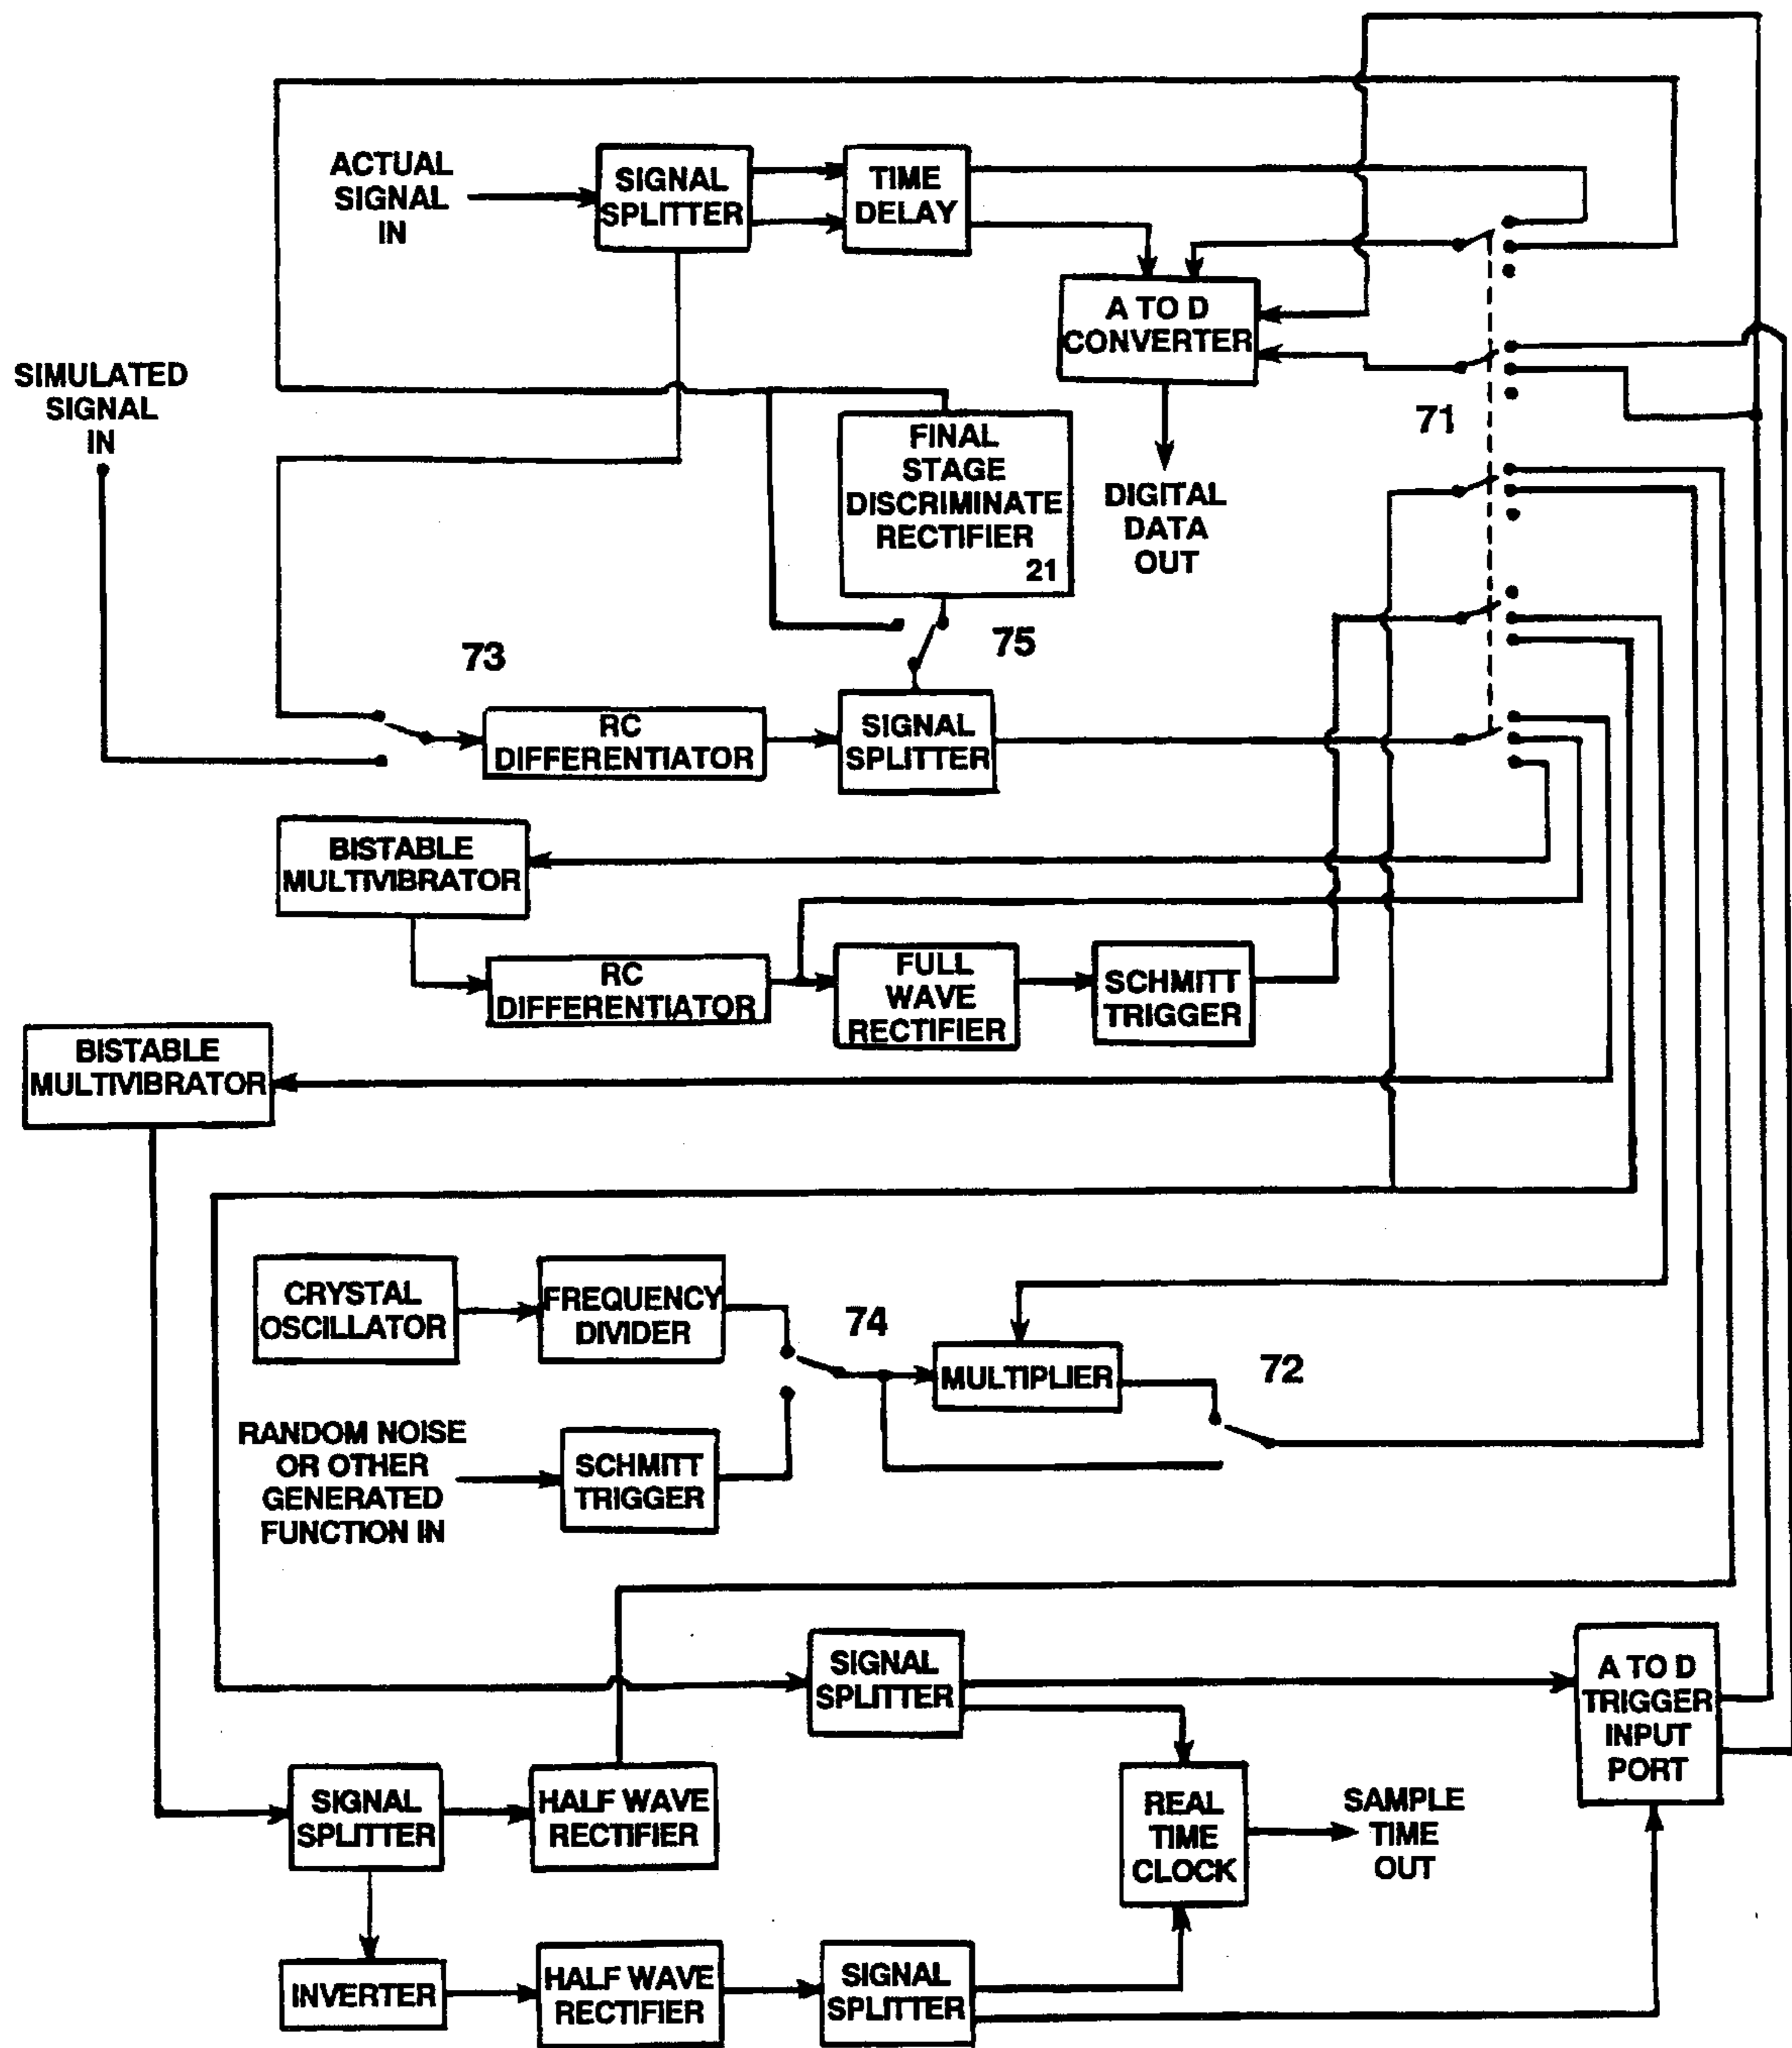 ACTUAL
SIGNAL
IN
SIGNAL
SPLITTER
TIME
DELAY
A TO D
CONVERTER
SIMULATED
SIGNAL
IN
71
FINAL
STAGE
DISCRIMINATE
RECTIFIER
21
DIGITAL
DATA
OUT
73
75
RC
DIFFERENTIATOR
SIGNAL
SPLITTER
BISTABLE
MULTIVIBRATOR
RC
DIFFERENTIATOR
FULL
WAVE
RECTIFIER
SCHMITT
TRIGGER
BISTABLE
MULTIVIBRATOR
CRYSTAL
OSCILLATOR
FREQUENCY
DIVIDER
74
MULTIPLIER
72
RANDOM NOISE
OR OTHER
GENERATED
FUNCTION IN
SCHMITT
TRIGGER
SIGNAL
SPLITTER
A TO D
TRIGGER
INPUT
PORT
SIGNAL
SPLITTER
HALF WAVE
RECTIFIER
REAL
TIME
CLOCK
SAMPLE
TIME
OUT
INVERTER
HALF WAVE
RECTIFIER
SIGNAL
SPLITTER